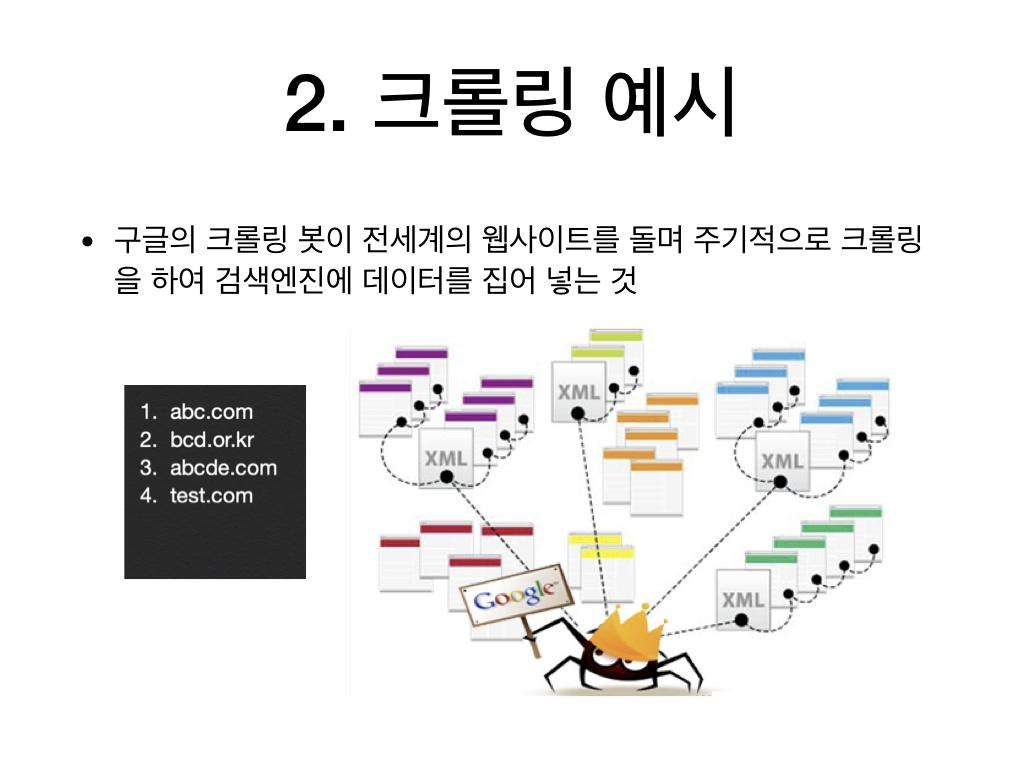 2. 크롤링 예시
• 구글의 크롤링 봇이 전세계의 웹사이트를 돌며 주기적으로 크롤링
을 하여 검색엔진에 데이터를 집어 넣는 것
1. abc.com
2. bcd.or.kr
3. abcde.com
4. test.com
XML
XML
XML
XML
Google